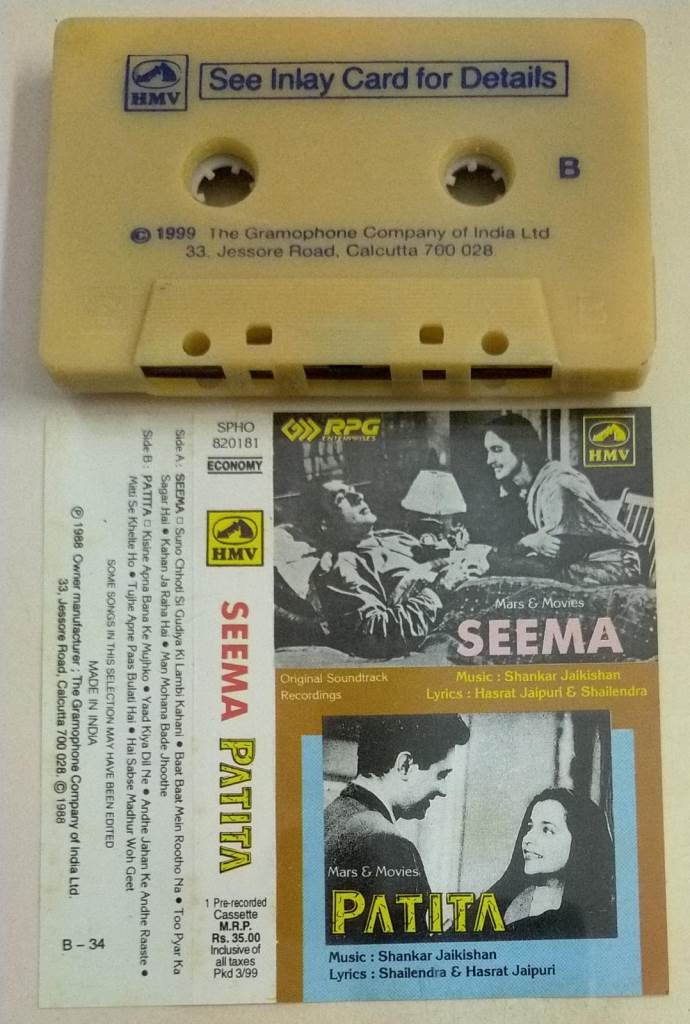 HMV
See Inlay Card for Details
B
© 1999 The Gramophone Company of India Ltd
33, Jessore Road, Calcutta 700 028.
SPHO
820181
ECONOMY
HMV
SEEMA PATITA
1 Pre-recorded
Cassette
M.R.P.
Rs. 35.00
Inclusive of
all taxes
Pkd 3/99
RPG
ENTERPRISES
HMV
Mars & Movies
SEEMA
Original Soundtrack
Recordings
Music : Shankar Jaikishan
Lyrics : Hasrat Jaipuri & Shailendra
Mars & Movies
PATITA
Music : Shankar Jaikishan
Lyrics : Shailendra & Hasrat Jaipuri
Side A : SEEMA □ Suno Chhoti Si Gudiya Ki Lambi Kahani • Baat Baat Mein Rootho Na • Too Pyar Ka
Sagar Hai • Kahan Ja Raha Hai • Man Mohana Bade Jhoothe
Side B : PATITA □ Kisine Apna Bana Ke Mujhko • Yaad Kiya Dil Ne • Andhe Jahan Ke Andhe Raaste •
Mitti Se Khelte Ho • Tujhe Apne Paas Bulati Hai • Hai Sabse Madhur Woh Geet
SOME SONGS IN THIS SELECTION MAY HAVE BEEN EDITED
MADE IN INDIA
℗ 1988 Owner manufacturer : The Gramophone Company of India Ltd.
33, Jessore Road, Calcutta 700 028. © 1988
B – 34